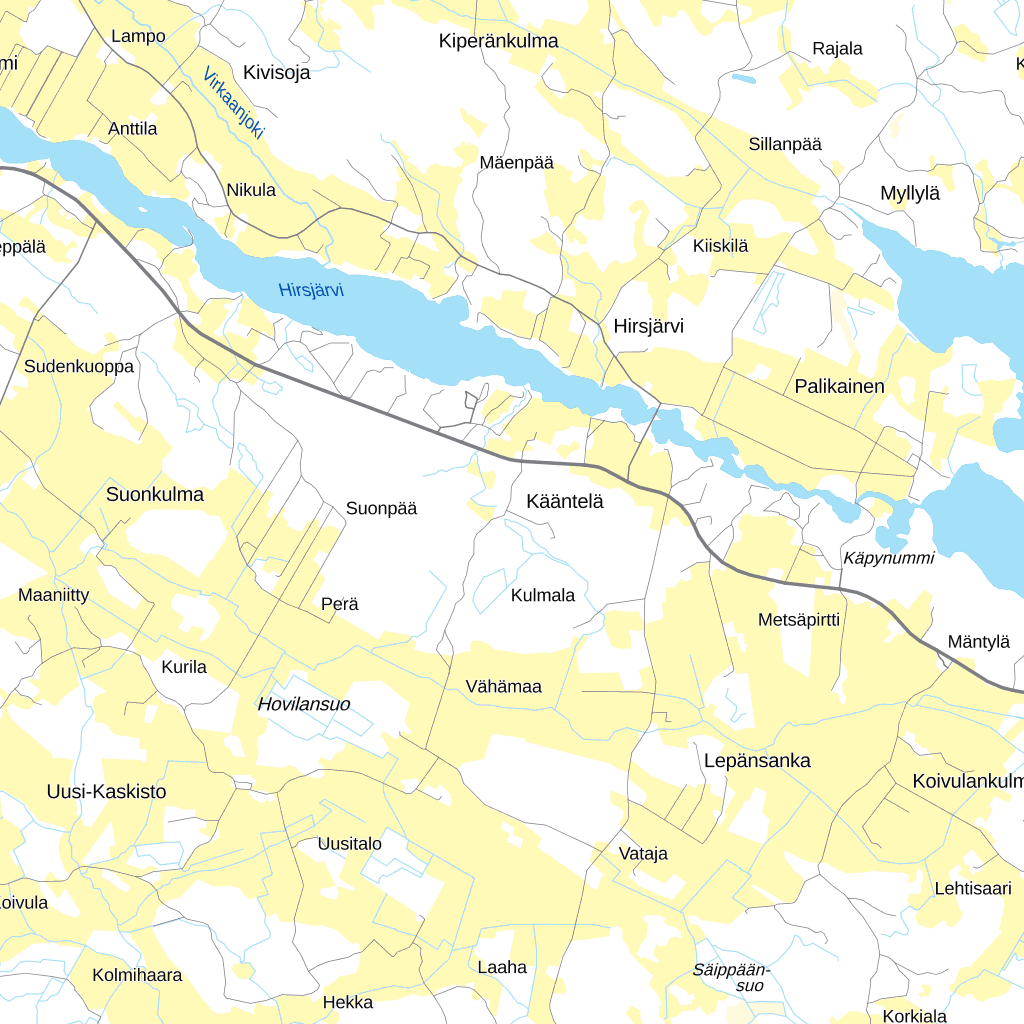 Lampo
Kiperänkulma
Rajala
Kivisoja
Virkaanjoki
Anttila
Sillanpää
Mäenpää
Nikula
Myllylä
Kiiskilä
Hirsjärvi
Hirsjärvi
Sudenkuoppa
Palikainen
Suonkulma
Suonpää
Kääntelä
Käpynummi
Maaniitty
Kulmala
Perä
Metsäpirtti
Mäntylä
Kurila
Vähämaa
Hovilansuo
Lepänsanka
Uusi-Kaskisto
Koivulankulm
Uusitalo
Vataja
Lehtisaari
oivula
Kolmihaara
Laaha
Säippään-
suo
Hekka
Korkiala